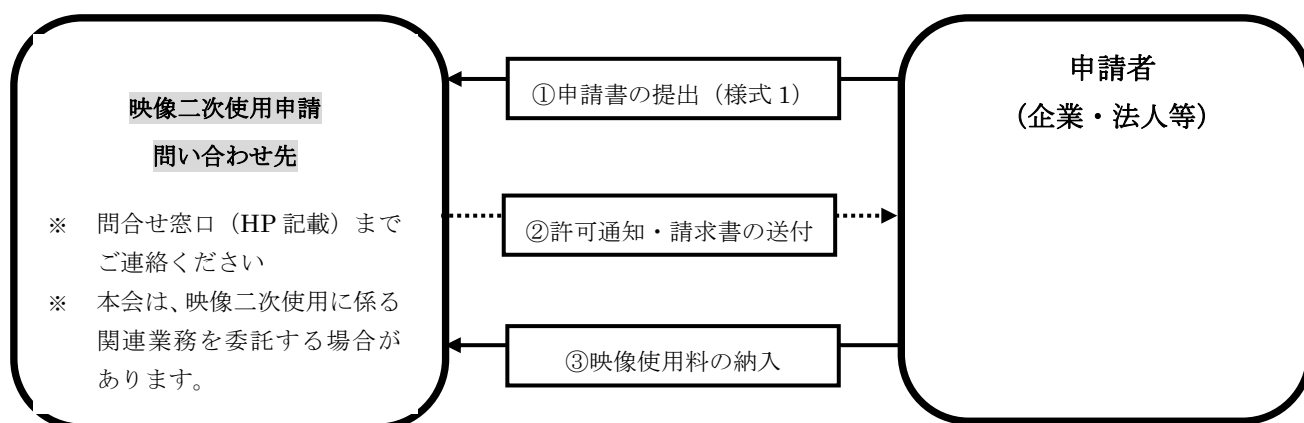 映像二次使用申請
問い合わせ先
※ 問合せ窓口（HP 記載）まで
ご連絡ください
※ 本会は、映像二次使用に係る
関連業務を委託する場合が
あります。
①申請書の提出（様式 1）
②許可通知・請求書の送付
③映像使用料の納入
申請者
（企業・法人等）